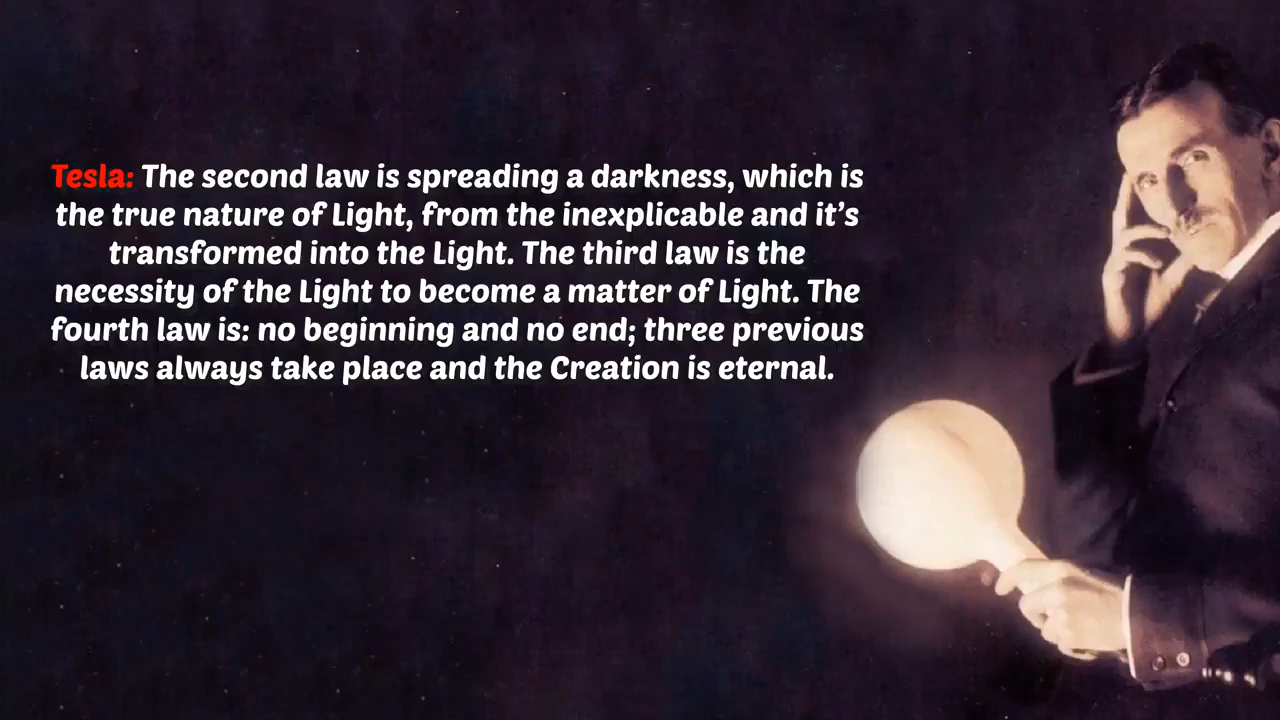 Tesla: The second law is spreading a darkness, which is
the true nature of Light, from the inexplicable and it’s
transformed into the Light. The third law is the
necessity of the Light to become a matter of Light. The
fourth law is: no beginning and no end; three previous
laws always take place and the Creation is eternal.